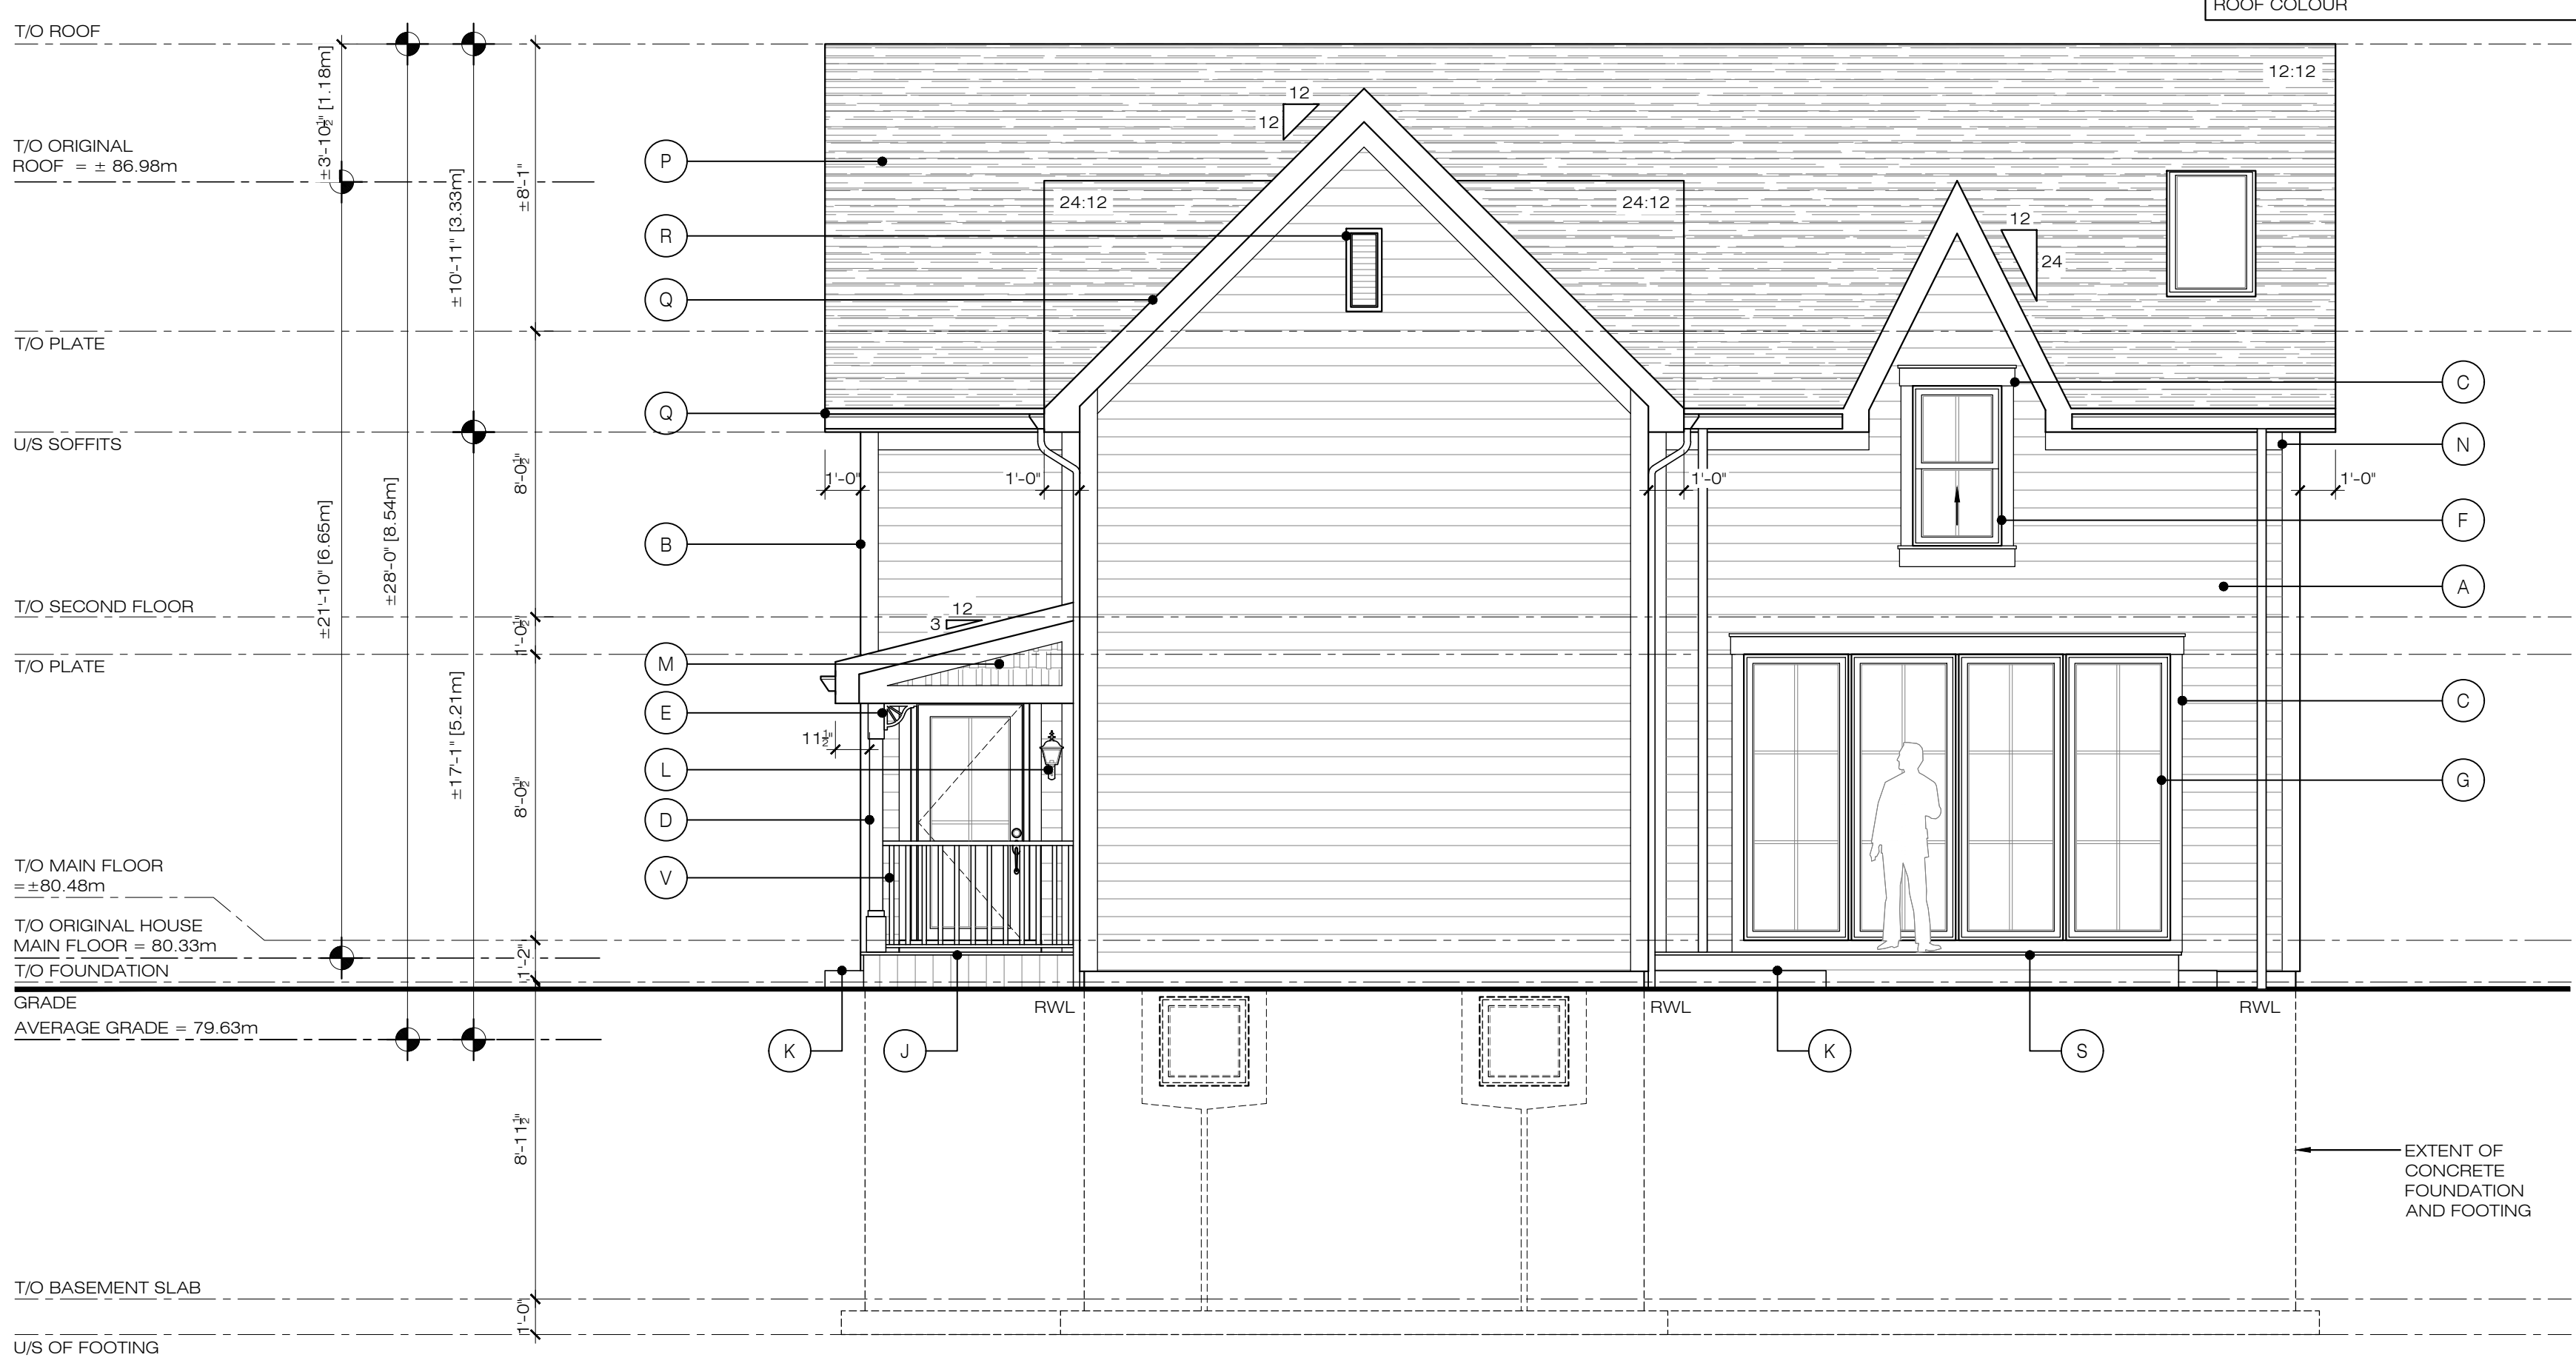 ROOF COLOUR
T/O ROOF
12:12
±3'-10½" [1.18m]
12
12
T/O ORIGINAL
ROOF = ± 86.98m
P
±10'-11" [3.33m]
±8'-1"
24:12
24:12
12
24
R
Q
T/O PLATE
C
Q
U/S SOFFITS
N
8'-0½"
1'-0"
1'-0"
1'-0"
1'-0"
±21'-10" [6.65m]
±28'-0" [8.54m]
B
F
A
T/O SECOND FLOOR
12
3
1'-0½"
T/O PLATE
M
±17'-1" [5.21m]
E
C
11½"
L
G
8'-0½"
D
V
T/O MAIN FLOOR
=±80.48m
T/O ORIGINAL HOUSE
MAIN FLOOR = 80.33m
T/O FOUNDATION
1'-2"
GRADE
RWL
RWL
RWL
AVERAGE GRADE = 79.63m
K
J
K
S
8'-11½"
EXTENT OF
CONCRETE
FOUNDATION
AND FOOTING
T/O BASEMENT SLAB
1'-0"
U/S OF FOOTING